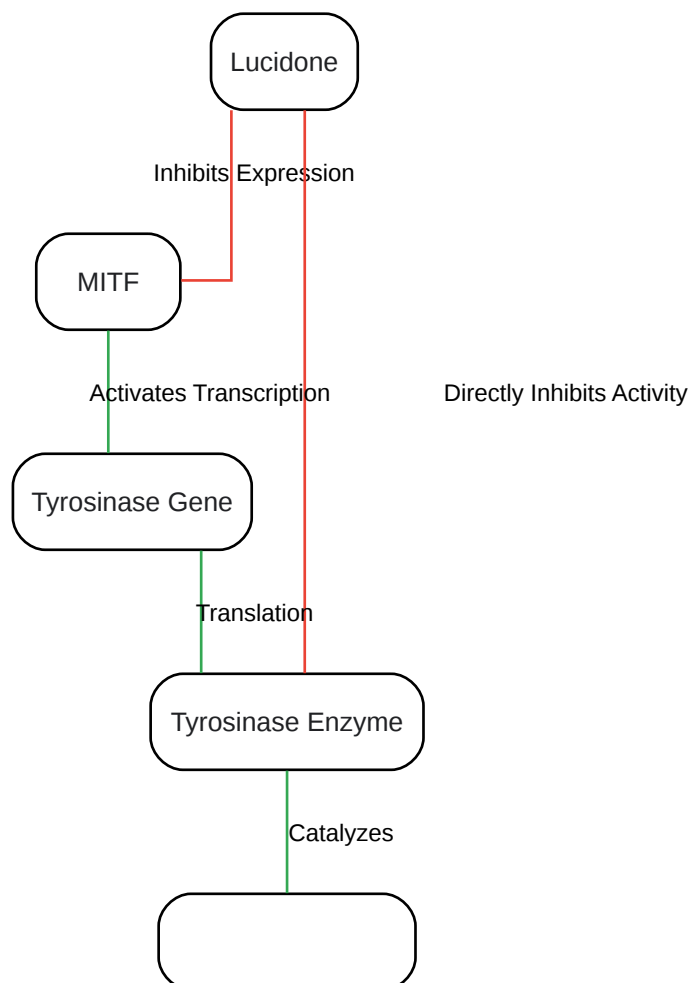 Lucidone
Inhibits Expression
MITF
Activates Transcription
Directly Inhibits Activity
Tyrosinase Gene
Translation
Tyrosinase Enzyme
Catalyzes